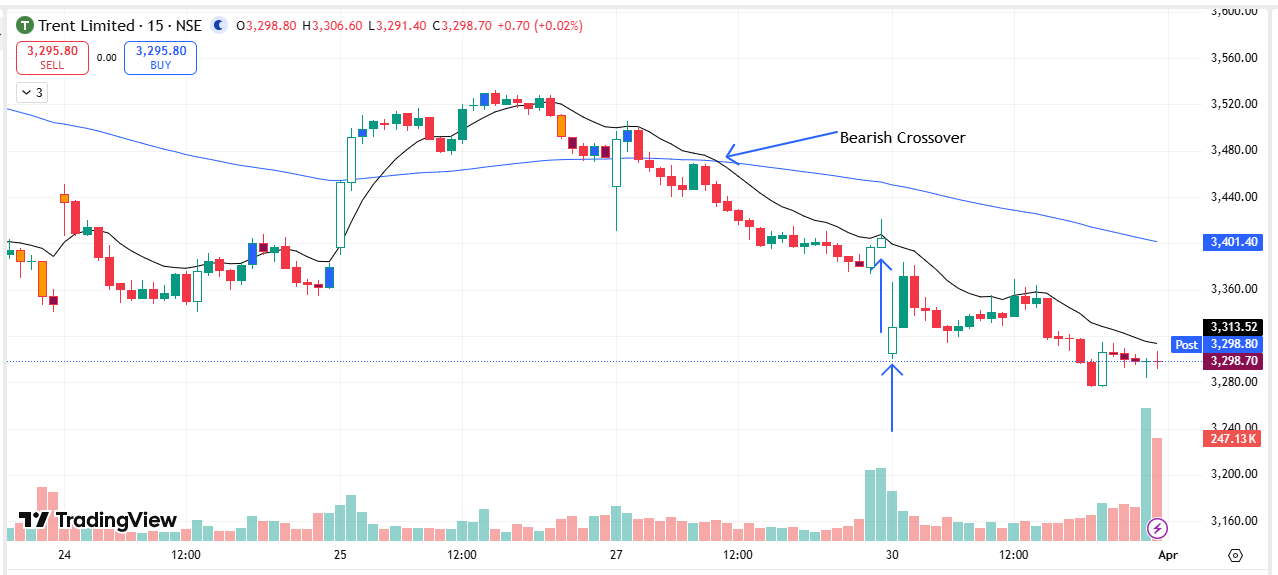 T Trent Limited · 15 · NSE O3,298.80 H3,306.60 L3,291.40 C3,298.70 +0.70 (+0.02%)
3,295.80
SELL
0.00
3,295.80
BUY
3
Bearish Crossover
3,600.00
3,560.00
3,520.00
3,480.00
3,440.00
3,401.40
3,360.00
3,313.52
Post 3,298.80
3,298.70
3,280.00
3,240.00
247.13 K
3,200.00
3,160.00
TradingView
24 12:00 25 12:00 27 12:00 30 12:00 Apr